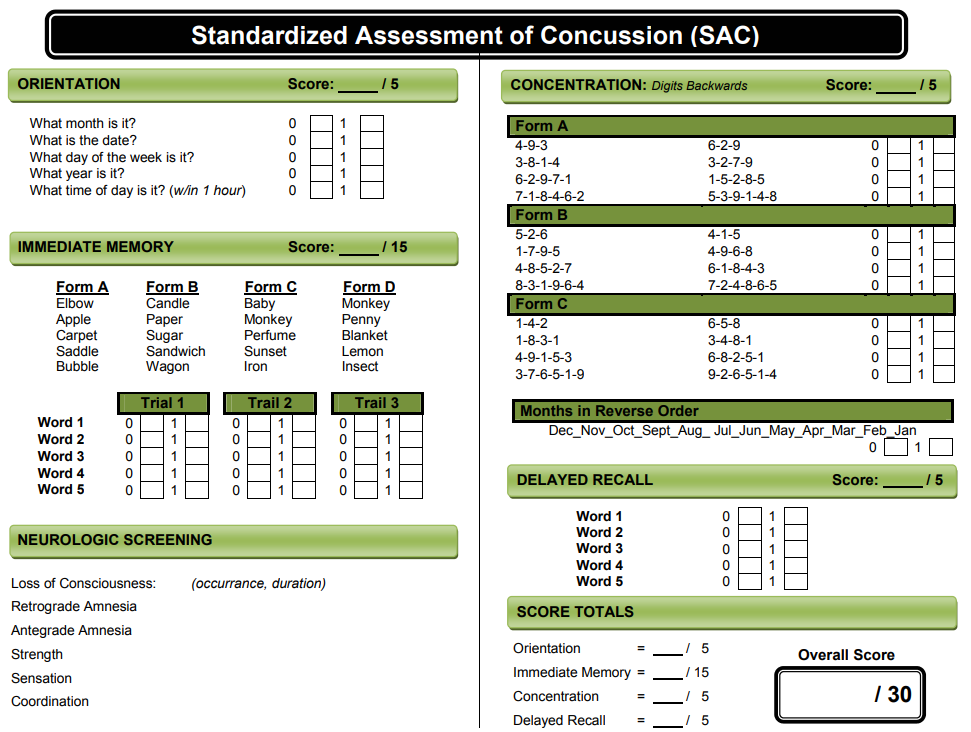 Standardized Assessment of Concussion (SAC)
ORIENTATION Score: _____ / 5
What month is it? 0 1
What is the date? 0 1
What day of the week is it? 0 1
What year is it? 0 1
What time of day is it? (w/in 1 hour) 0 1
IMMEDIATE MEMORY Score: _____ / 15
Form A Form B Form C Form D
Elbow Candle Baby Monkey
Apple Paper Monkey Penny
Carpet Sugar Perfume Blanket
Saddle Sandwich Sunset Lemon
Bubble Wagon Iron Insect
Trial 1 Trail 2 Trail 3
Word 1 0 1 0 1 0 1
Word 2 0 1 0 1 0 1
Word 3 0 1 0 1 0 1
Word 4 0 1 0 1 0 1
Word 5 0 1 0 1 0 1
NEUROLOGIC SCREENING
Loss of Consciousness: (occurrance, duration)
Retrograde Amnesia
Antegrade Amnesia
Strength
Sensation
Coordination
CONCENTRATION: Digits Backwards Score: _____ / 5
Form A
4-9-3 6-2-9 0 1
3-8-1-4 3-2-7-9 0 1
6-2-9-7-1 1-5-2-8-5 0 1
7-1-8-4-6-2 5-3-9-1-4-8 0 1
Form B
5-2-6 4-1-5 0 1
1-7-9-5 4-9-6-8 0 1
4-8-5-2-7 6-1-8-4-3 0 1
8-3-1-9-6-4 7-2-4-8-6-5 0 1
Form C
1-4-2 6-5-8 0 1
1-8-3-1 3-4-8-1 0 1
4-9-1-5-3 6-8-2-5-1 0 1
3-7-6-5-1-9 9-2-6-5-1-4 0 1
Months in Reverse Order
Dec_Nov_Oct_Sept_Aug_ Jul_Jun_May_Apr_Mar_Feb_Jan
0 1
DELAYED RECALL Score: _____ / 5
Word 1 0 1
Word 2 0 1
Word 3 0 1
Word 4 0 1
Word 5 0 1
SCORE TOTALS
Orientation = ____ / 5
Immediate Memory = ____ / 15
Concentration = ____ / 5
Delayed Recall = ____ / 5
Overall Score
/ 30